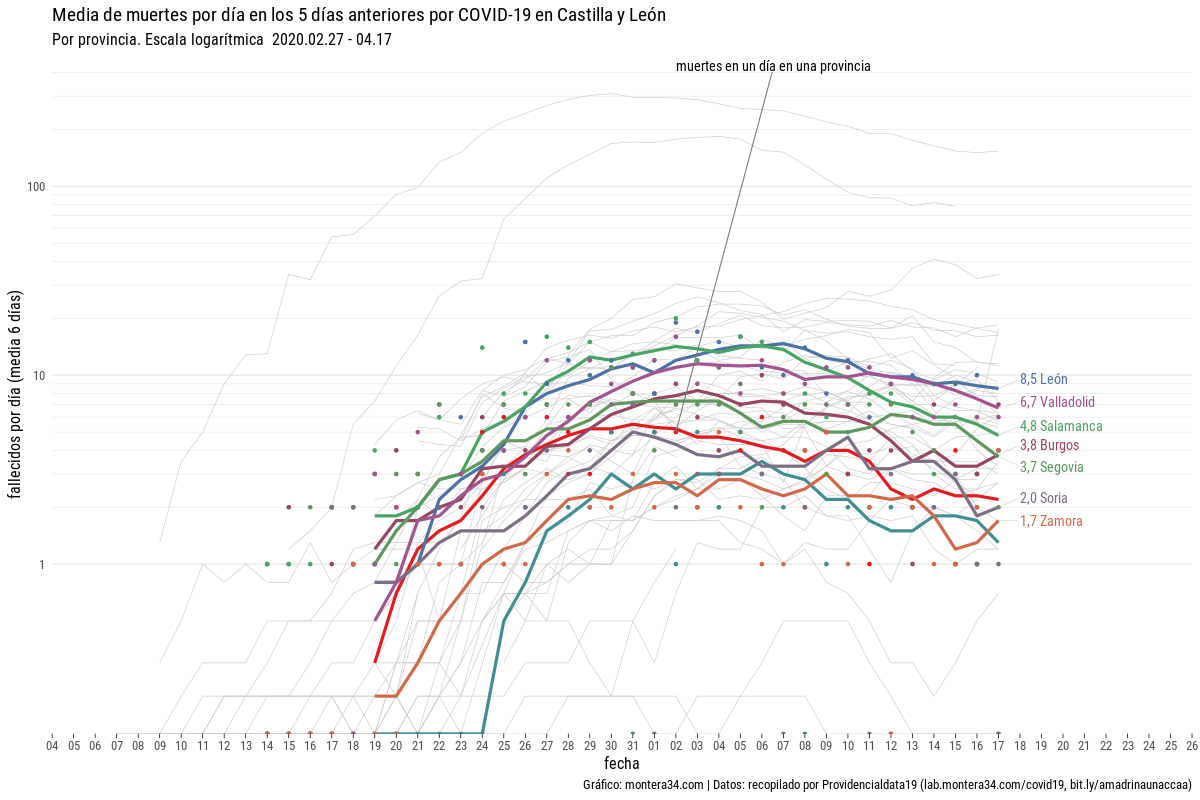 Media de muertes por día en los 5 días anteriores por COVID-19 en Castilla y León
Por provincia. Escala logarítmica 2020.02.27 - 04.17
muertes en un día en una provincia
100
10
1
fallecidos por día (media 6 días)
8,5 León
6,7 Valladolid
4,8 Salamanca
3,8 Burgos
3,7 Segovia
2,0 Soria
1,7 Zamora
04 05 06 07 08 09 10 11 12 13 14 15 16 17 18 19 20 21 22 23 24 25 26 27 28 29 30 31 01 02 03 04 05 06 07 08 09 10 11 12 13 14 15 16 17 18 19 20 21 22 23 24 25 26
fecha
Gráfico: montera34.com | Datos: recopilado por Providencialdata19 (lab.montera34.com/covid19, bit.ly/amadrinaunaccaa)